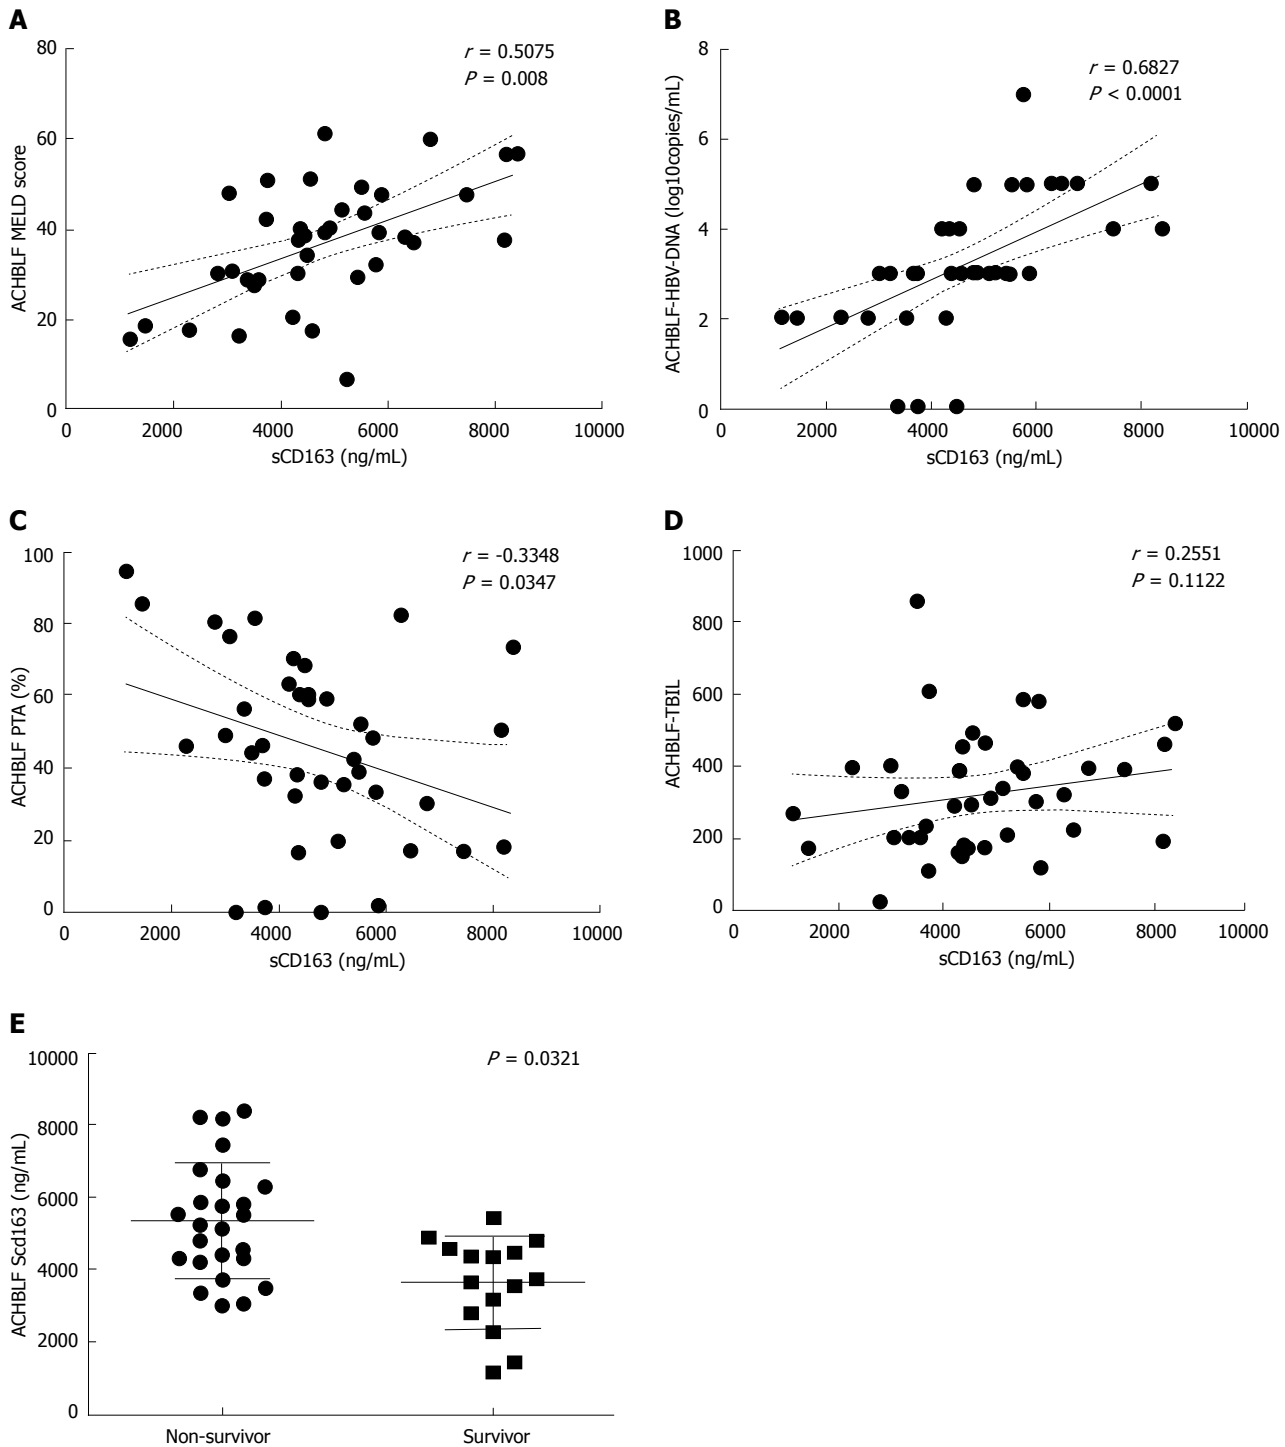 A
r = 0.5075
P = 0.008
80
60
40
20
0
ACHBLF MELD score
0 2000 4000 6000 8000 10000
sCD163 (ng/mL)
B
r = 0.6827
P < 0.0001
8
6
4
2
0
ACHBLF-HBV-DNA (log10copies/mL)
0 2000 4000 6000 8000 10000
sCD163 (ng/mL)
C
r = -0.3348
P = 0.0347
100
80
60
40
20
0
ACHBLF PTA (%)
0 2000 4000 6000 8000 10000
sCD163 (ng/mL)
D
r = 0.2551
P = 0.1122
1000
800
600
400
200
0
ACHBLF-TBIL
0 2000 4000 6000 8000 10000
sCD163 (ng/mL)
E
P = 0.0321
10000
8000
6000
4000
2000
0
ACHBLF Scd163 (ng/mL)
Non-survivor Survivor